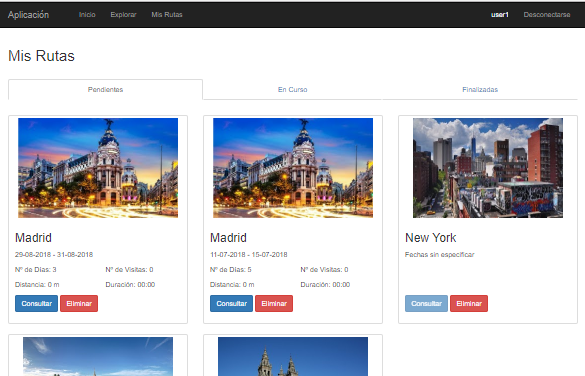 Aplicación Inicio Explorar Mis Rutas user1 Desconectarse
Mis Rutas
Pendientes En Curso Finalizadas
Madrid
29-08-2018 - 31-08-2018
Nº de Días: 3 Nº de Visitas: 0
Distancia: 0 m Duración: 00:00
Consultar Eliminar
Madrid
11-07-2018 - 15-07-2018
Nº de Días: 5 Nº de Visitas: 0
Distancia: 0 m Duración: 00:00
Consultar Eliminar
New York
Fechas sin especificar
Consultar Eliminar